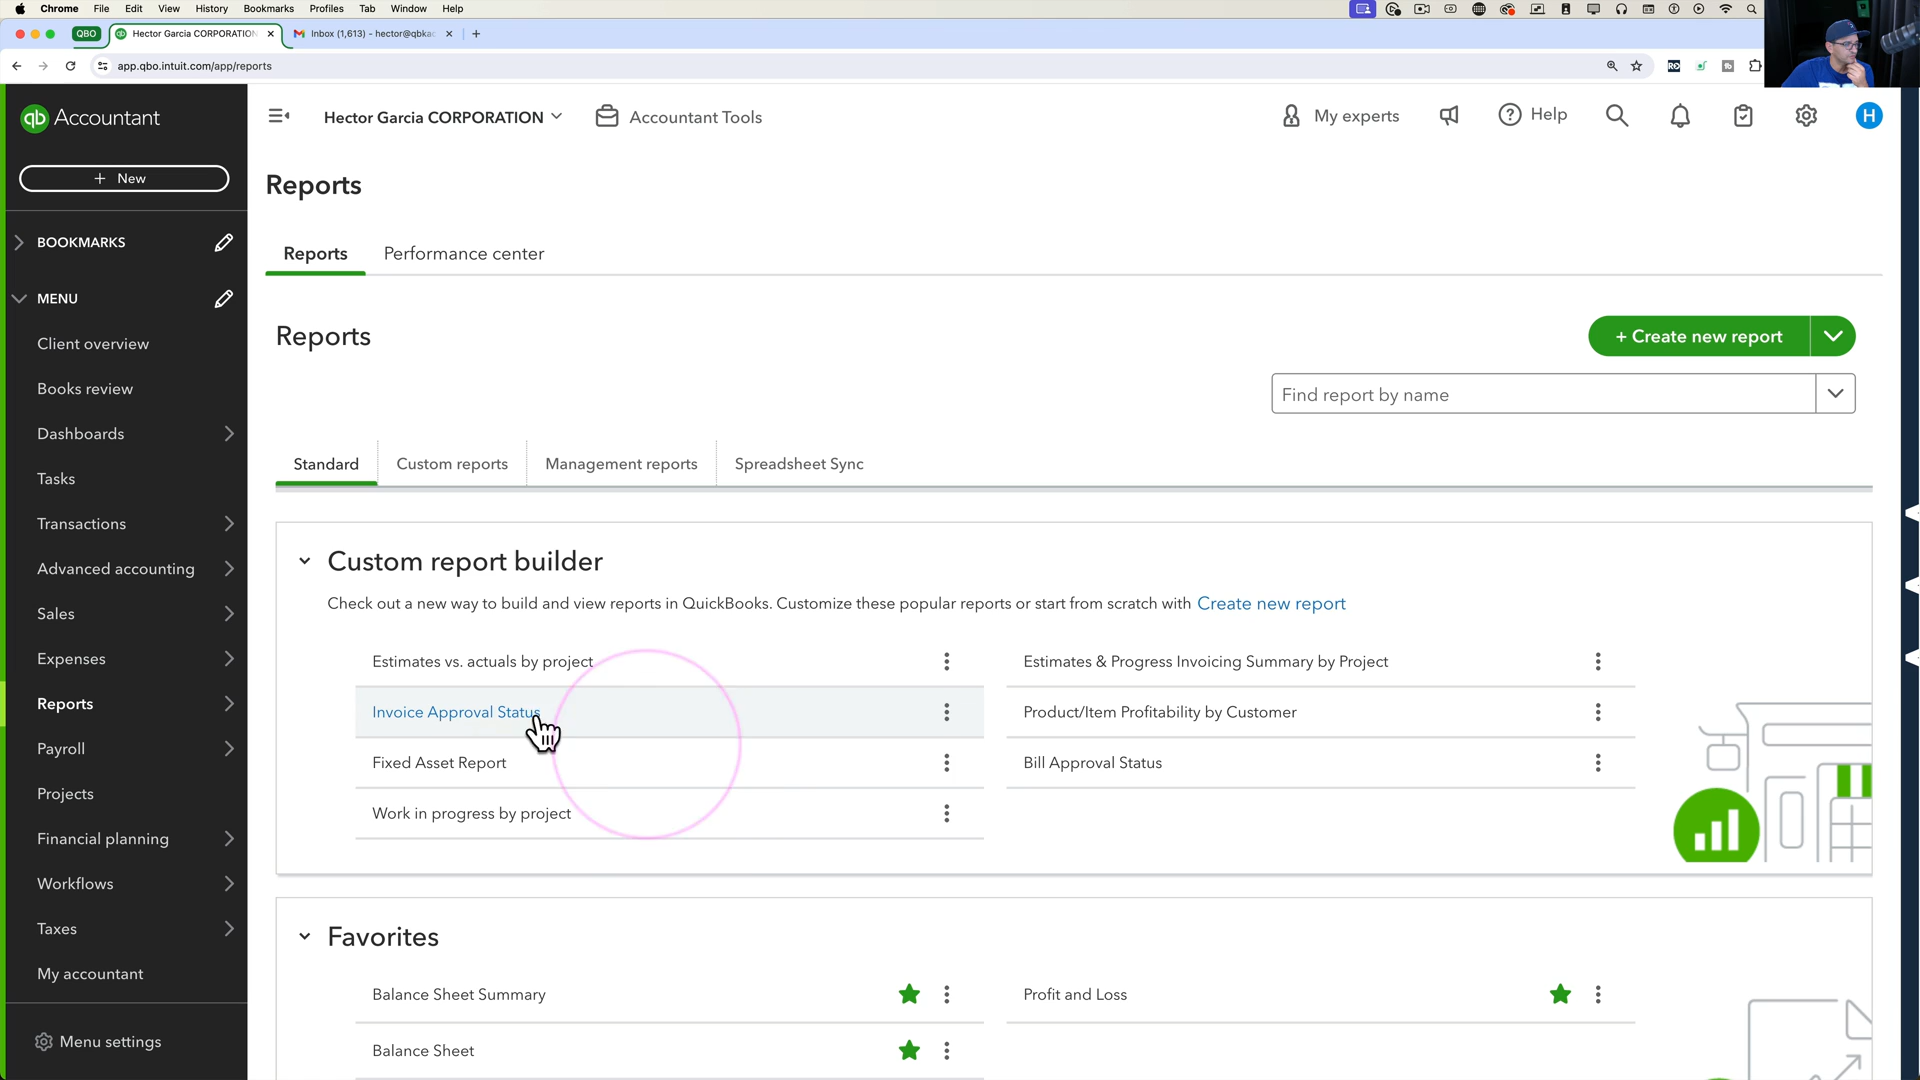 Chrome File Edit View History Bookmarks Profiles Tab Window Help
QBO Hector Garcia CORPORATION Inbox (1,613) - hector@qbka
app.qbo.intuit.com/app/reports
qb Accountant
Hector Garcia CORPORATION Accountant Tools My experts Help H
+ New
BOOKMARKS
MENU
Client overview
Books review
Dashboards
Tasks
Transactions
Advanced accounting
Sales
Expenses
Reports
Payroll
Projects
Financial planning
Workflows
Taxes
My accountant
Menu settings
Reports
Reports Performance center
Reports
+ Create new report
Find report by name
Standard Custom reports Management reports Spreadsheet Sync
Custom report builder
Check out a new way to build and view reports in QuickBooks. Customize these popular reports or start from scratch with Create new report
Estimates vs. actuals by project
Estimates & Progress Invoicing Summary by Project
Invoice Approval Status
Product/Item Profitability by Customer
Fixed Asset Report
Bill Approval Status
Work in progress by project
Favorites
Balance Sheet Summary
Profit and Loss
Balance Sheet